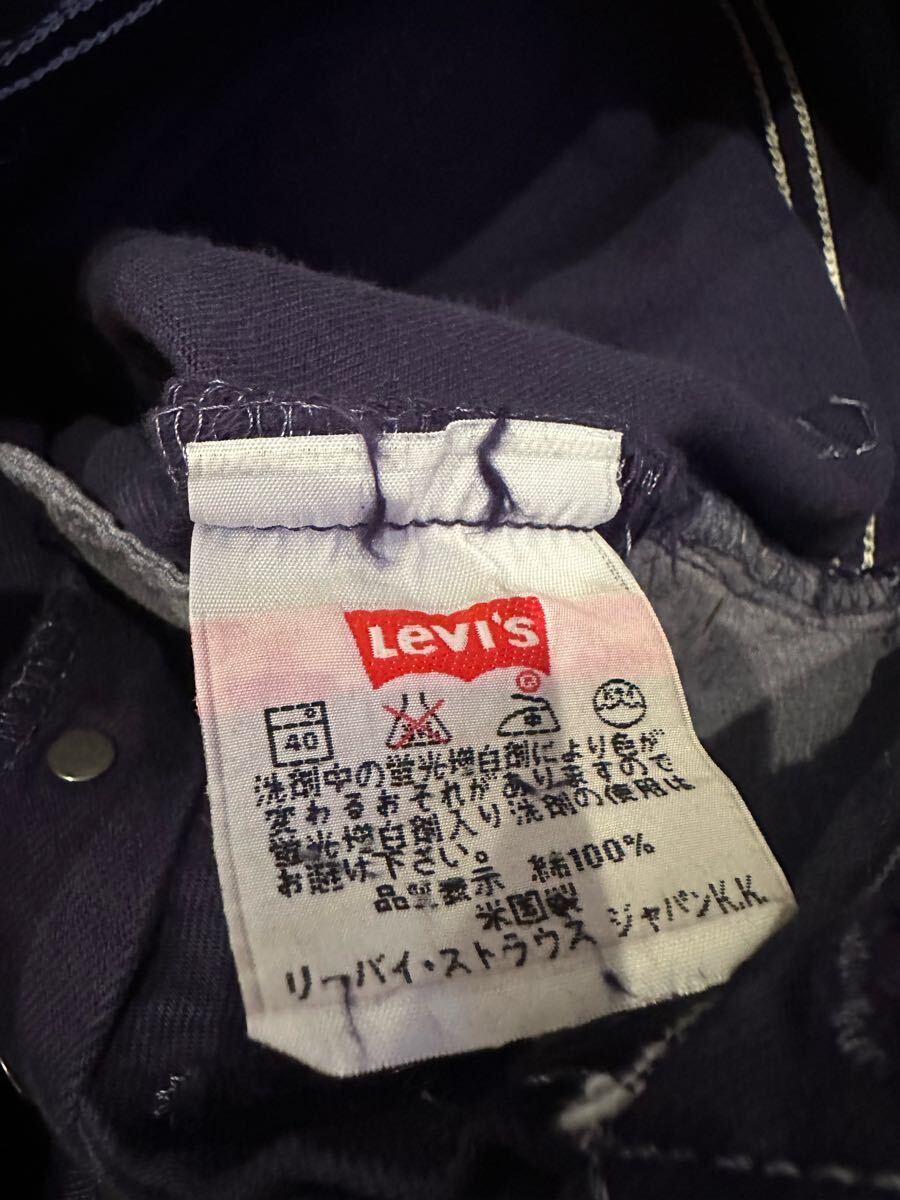 Levi's
®
40
洗剤中の蛍光増白剤により色が
変わるおそれがありますので
蛍光増白剤入り洗剤の使用は
お避け下さい。
品質表示 綿100%
米国製
リーバイ・ストラウス ジャパンK.K.